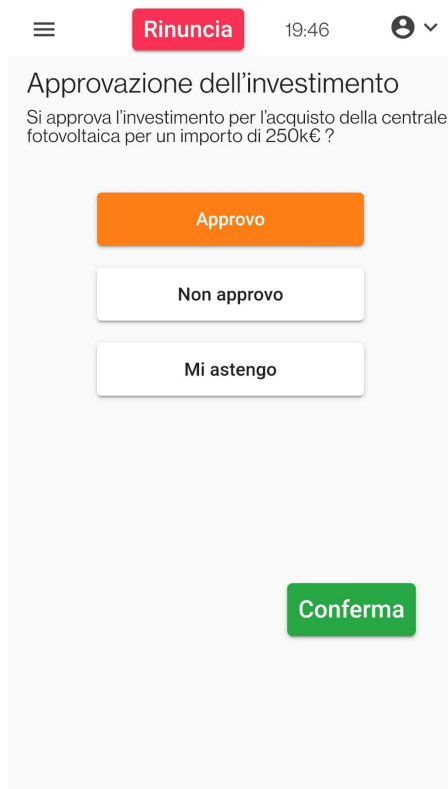 Rinuncia 19:46
Approvazione dell'investimento
Si approva l'investimento per l'acquisto della centrale
fotovoltaica per un importo di 250k€ ?
Approvo
Non approvo
Mi astengo
Conferma